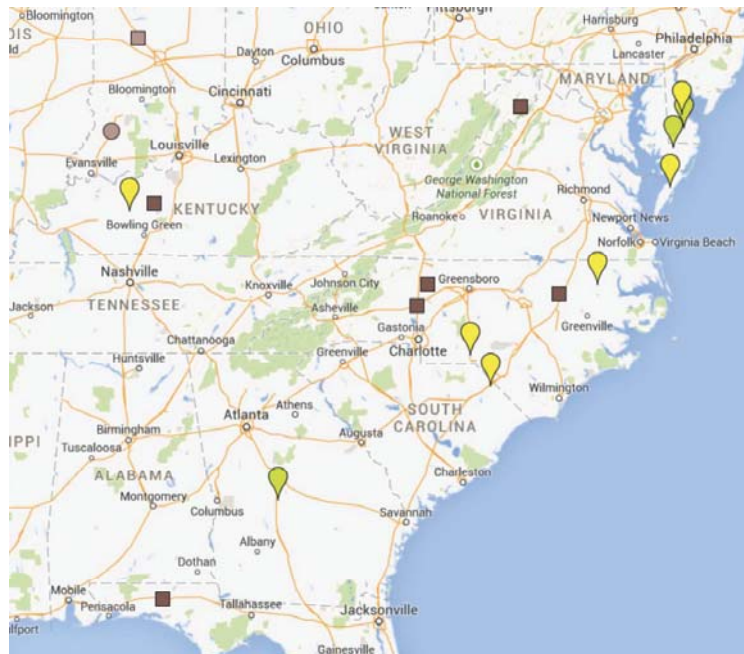 Bloomington
OHIO
Pittsburgh
Harrisburg
Lancaster
Philadelphia
Dayton
Columbus
MARYLAND
Bloomington
Cincinnati
WEST
VIRGINIA
Louisville
Lexington
Evansville
George Washington
National Forest
Richmond
KENTUCKY
Roanoke
VIRGINIA
Newport News
Bowling Green
Norfolk
Virginia Beach
Nashville
Knoxville
Johnson City
Greensboro
TENNESSEE
Jackson
Asheville
Greenville
Gastonia
Chattanooga
Charlotte
Huntsville
Greenville
Wilmington
Athens
Atlanta
SOUTH
CAROLINA
Birmingham
Augusta
Tuscaloosa
IPPI
ALABAMA
Charleston
Montgomery
Columbus
Savannah
Albany
Dothan
Mobile
Perisacola
Tallahassee
Jacksonville
ulfport
Gainesville